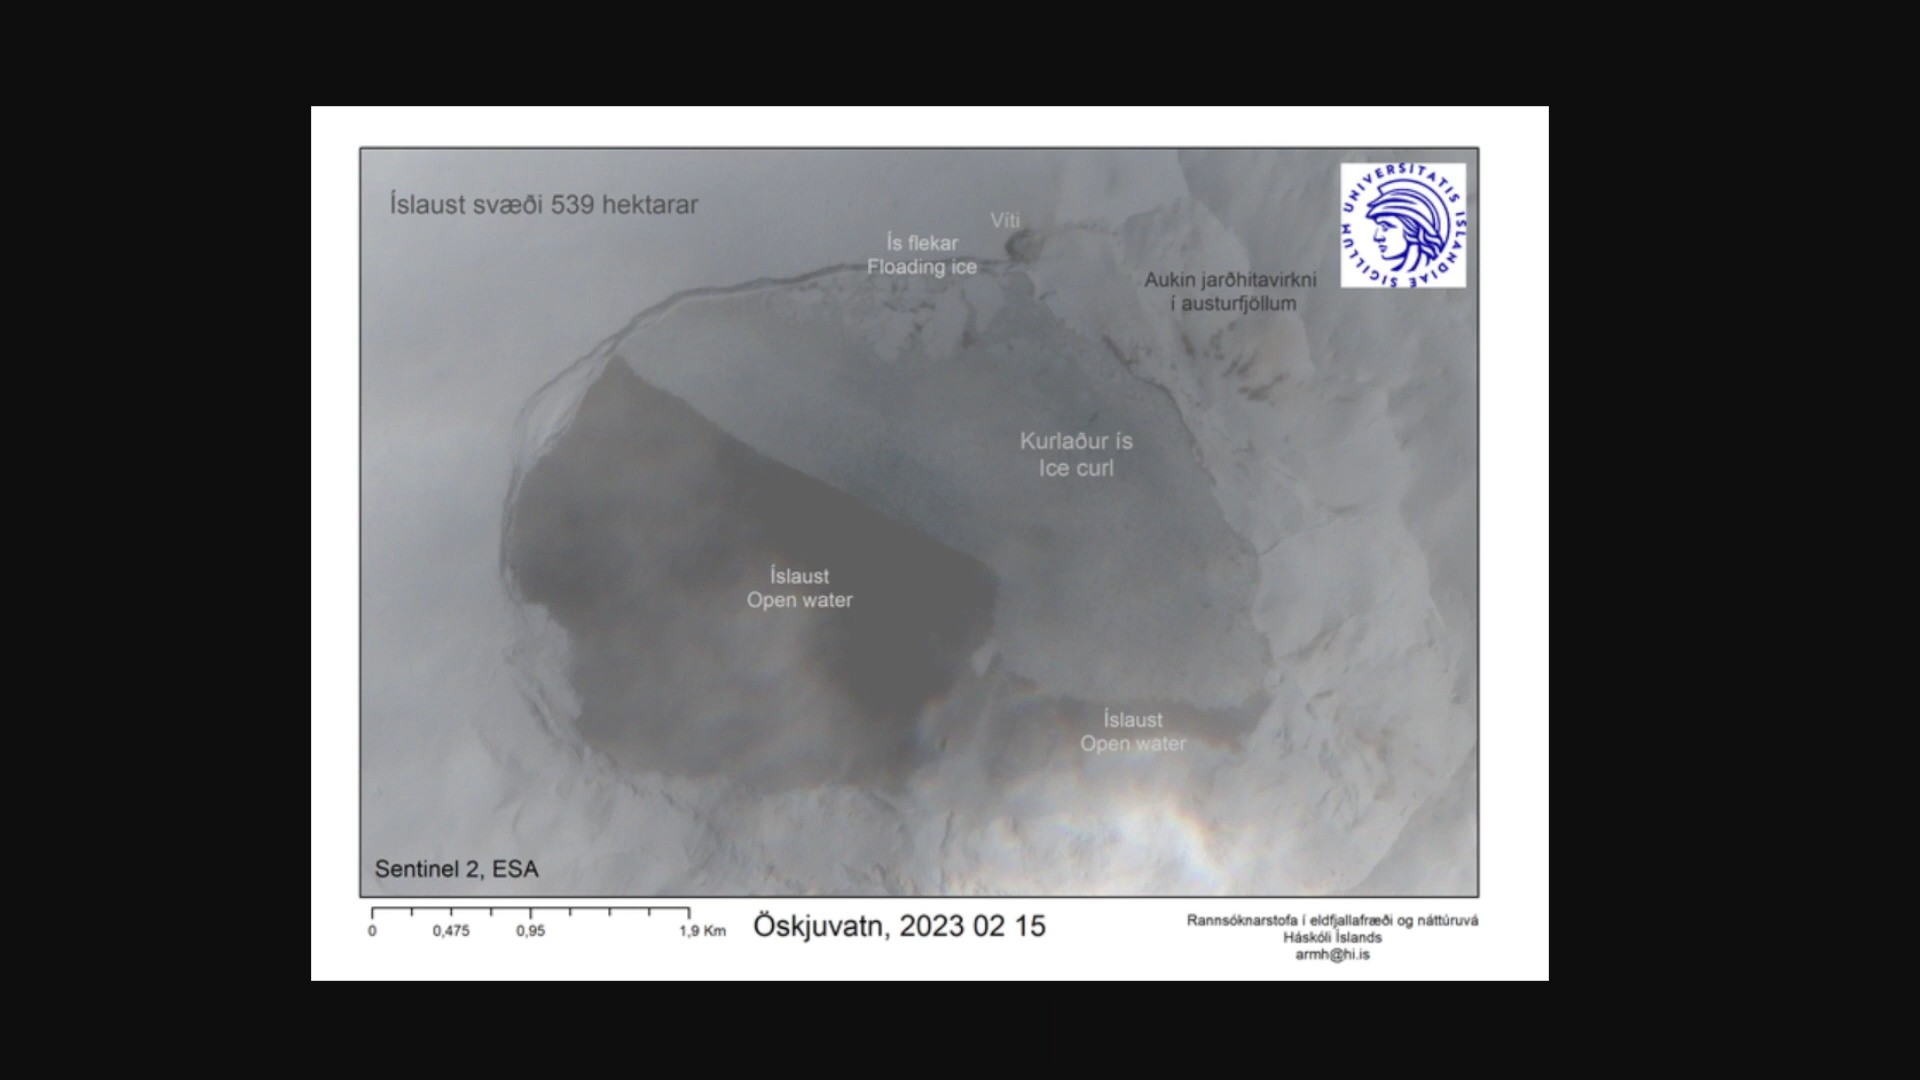 Íslaust svæði 539 hektarar
UNIVERSITATIS ISLANDIAE SIGILLUM
Víti
Ís flekar
Floading ice
Aukin jarðhitavirkni
í austurfjöllum
Kurlaður ís
Ice curl
Íslaust
Open water
Íslaust
Open water
Sentinel 2, ESA
0 0,475 0,95 1,9 Km
Öskjuvatn, 2023 02 15
Rannsóknarstofa í eldfjallafræði og náttúruvá
Háskóli Íslands
armh@hi.is